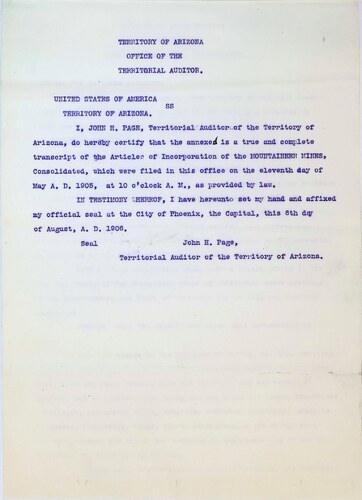 TERRITORY OF ARIZONA
OFFICE OF THE
TERRITORIAL AUDITOR.
UNITED STATES OF AMERICA
SS
TERRITORY OF ARIZONA.
I, JOHN H. PAGE, Territorial Auditor of the Territory of
Arizona, do hereby certify that the annexed is a true and complete
transcript of the Articles of Incorporation of the MOUNTAINEER MINES,
Consolidated, which were filed in this office on the eleventh day of
May A. D. 1905, at 10 o'clock A.M., as provided by law.
IN TESTIMONY WHEREOF, I have hereunto set my hand and affixed
my official seal at the City of Phoenix, the Capital, this 8th day
of August, A. D. 1906.
Seal John H. Page,
Territorial Auditor of the Territory of Arizona.